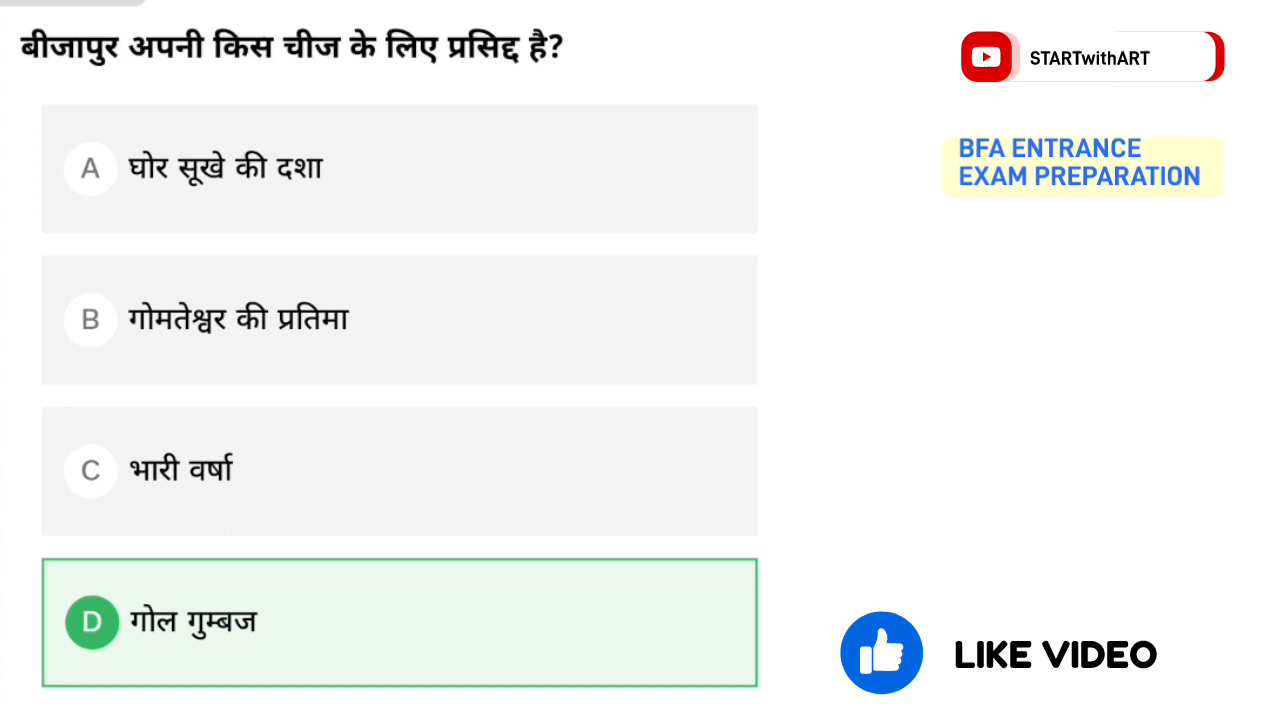 बीजापुर अपनी किस चीज के लिए प्रसिद्द है?
STARTwithART
BFA ENTRANCE
EXAM PREPARATION
A घोर सूखे की दशा
B गोमतेश्वर की प्रतिमा
C भारी वर्षा
D गोल गुम्बज
LIKE VIDEO